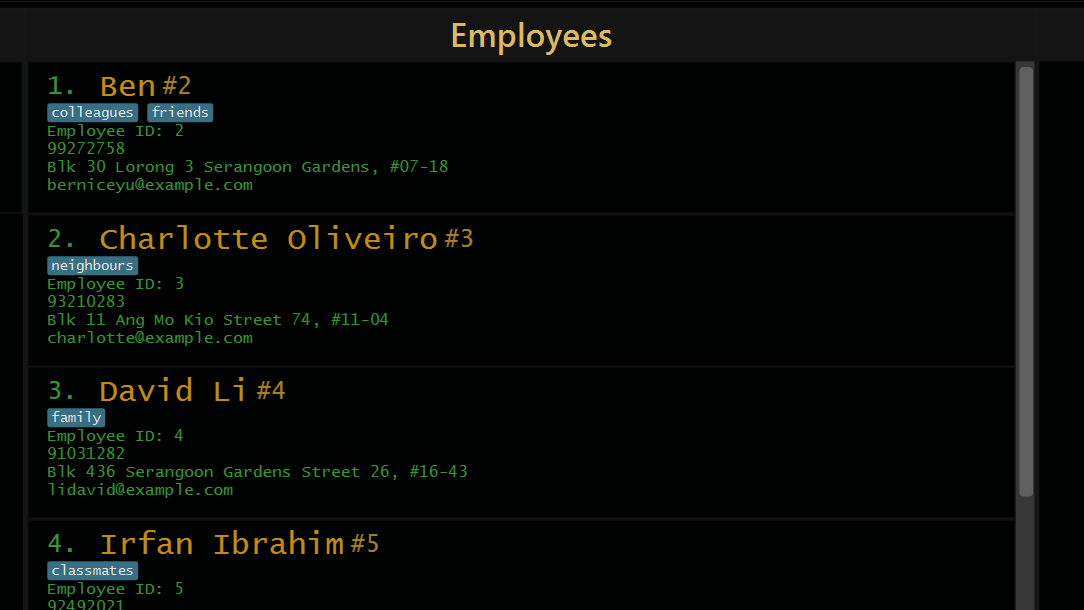 Employees
1. Ben #2
colleagues friends
Employee ID: 2
99272758
Blk 30 Lorong 3 Serangoon Gardens, #07-18
berniceyu@example.com
2. Charlotte Oliveiro #3
neighbours
Employee ID: 3
93210283
Blk 11 Ang Mo Kio Street 74, #11-04
charlotte@example.com
3. David Li #4
family
Employee ID: 4
91031282
Blk 436 Serangoon Gardens Street 26, #16-43
lidavid@example.com
4. Irfan Ibrahim #5
classmates
Employee ID: 5
92492021